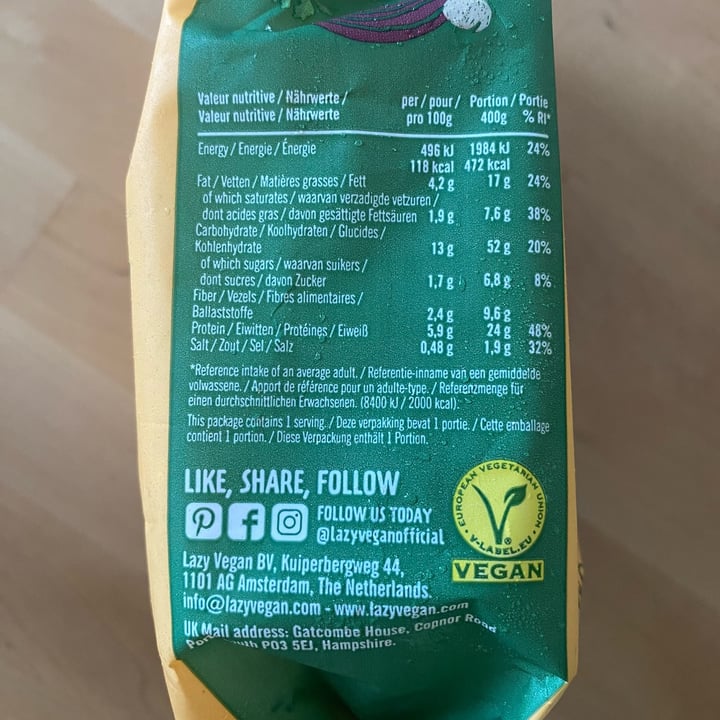 Valeur nutritive / Nährwerte / per / pour / Portion / Portie
Valeur nutritive / Nährwerte pro 100g 400g % RI*
Energy / Energie / Énergie 496 kJ 1984 kJ 24%
118 kcal 472 kcal
Fat / Vetten / Matières grasses / Fett 4,2 g 17 g 24%
of which saturates / waarvan verzadigde vetzuren /
dont acides gras / davon gesättigte Fettsäuren 1,9 g 7,6 g 38%
Carbohydrate / Koolhydraten / Glucides /
Kohlenhydrate 13 g 52 g 20%
of which sugars / waarvan suikers /
dont sucres / davon Zucker 1,7 g 6,8 g 8%
Fiber / Vezels / Fibres alimentaires /
Ballaststoffe 2,4 g 9,6 g
Protein / Eiwitten / Protéines / Eiweiß 5,9 g 24 g 48%
Salt / Zout / Sel / Salz 0,48 g 1,9 g 32%
*Reference intake of an average adult. / Referentie-inname van een gemiddelde
volwassene. / Apport de référence pour un adulte-type. / Referenzmenge für
einen durchschnittlichen Erwachsenen. (8400 kJ / 2000 kcal).
This package contains 1 serving. / Deze verpakking bevat 1 portie. / Cette emballage
contient 1 portion. / Diese Verpackung enthält 1 Portion.
LIKE, SHARE, FOLLOW
FOLLOW US TODAY
@lazyveganofficial
EUROPEAN VEGETARIAN UNION
V-LABEL.EU
VEGAN
Lazy Vegan BV, Kuiperbergweg 44,
1101 AG Amsterdam, The Netherlands.
info@lazyvegan.com - www.lazyvegan.com
UK Mail address: Gatcombe House, Copnor Road
PO3 5EJ, Hampshire.